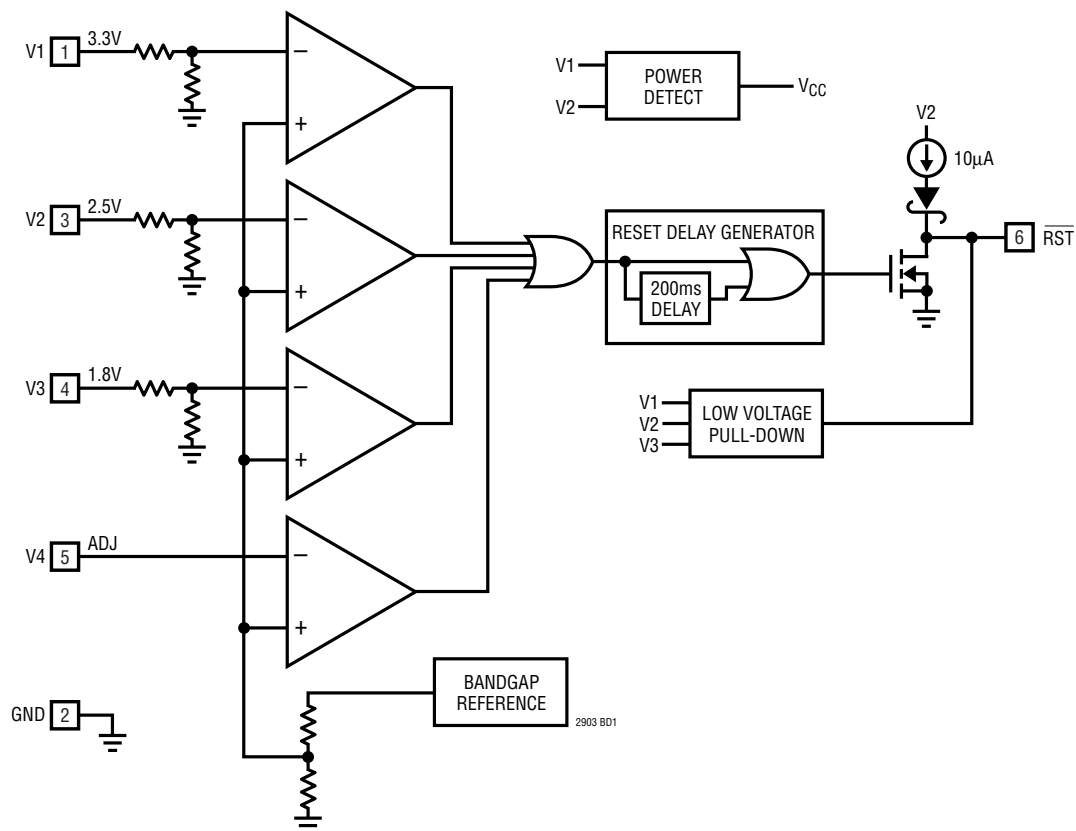 V1 1 3.3V
−
+
V2 3 2.5V
−
+
V3 4 1.8V
−
+
V4 5 ADJ
−
+
GND 2
BANDGAP
REFERENCE
2903 BD1
V1
V2
POWER
DETECT
VCC
RESET DELAY GENERATOR
200ms
DELAY
V2
10µA
6 RST
V1
V2
V3
LOW VOLTAGE
PULL-DOWN